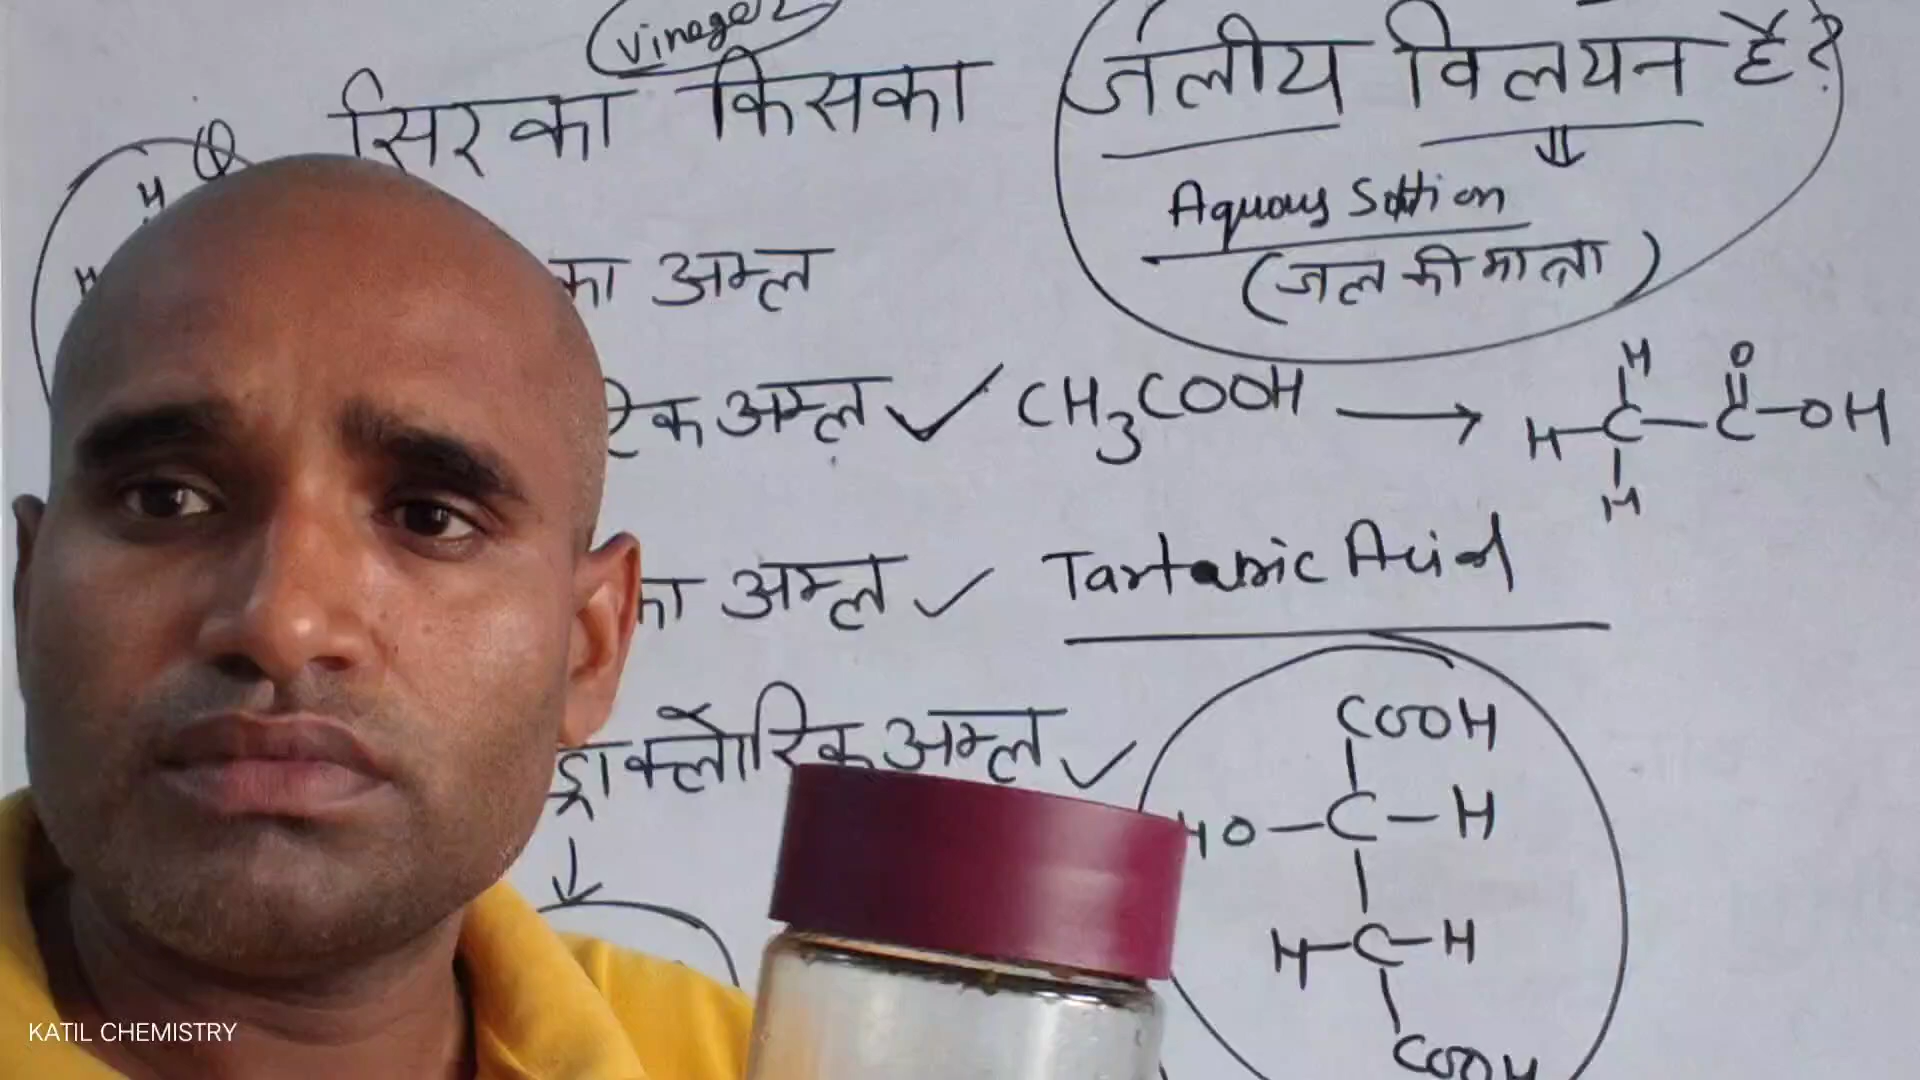 (Vinegar)
Q सिरका किसका जलीय विलयन है?
⇓
Aquous Soltion
(जल की मात्रा)
का अम्ल
रिक अम्ल ✓ CH3COOH → H C C OH
H O H
का अम्ल ✓ Tartaric Acid
ड्राक्लोरिक अम्ल ✓
↓
COOH
HO — C — H
H — C — H
COOH
KATIL CHEMISTRY